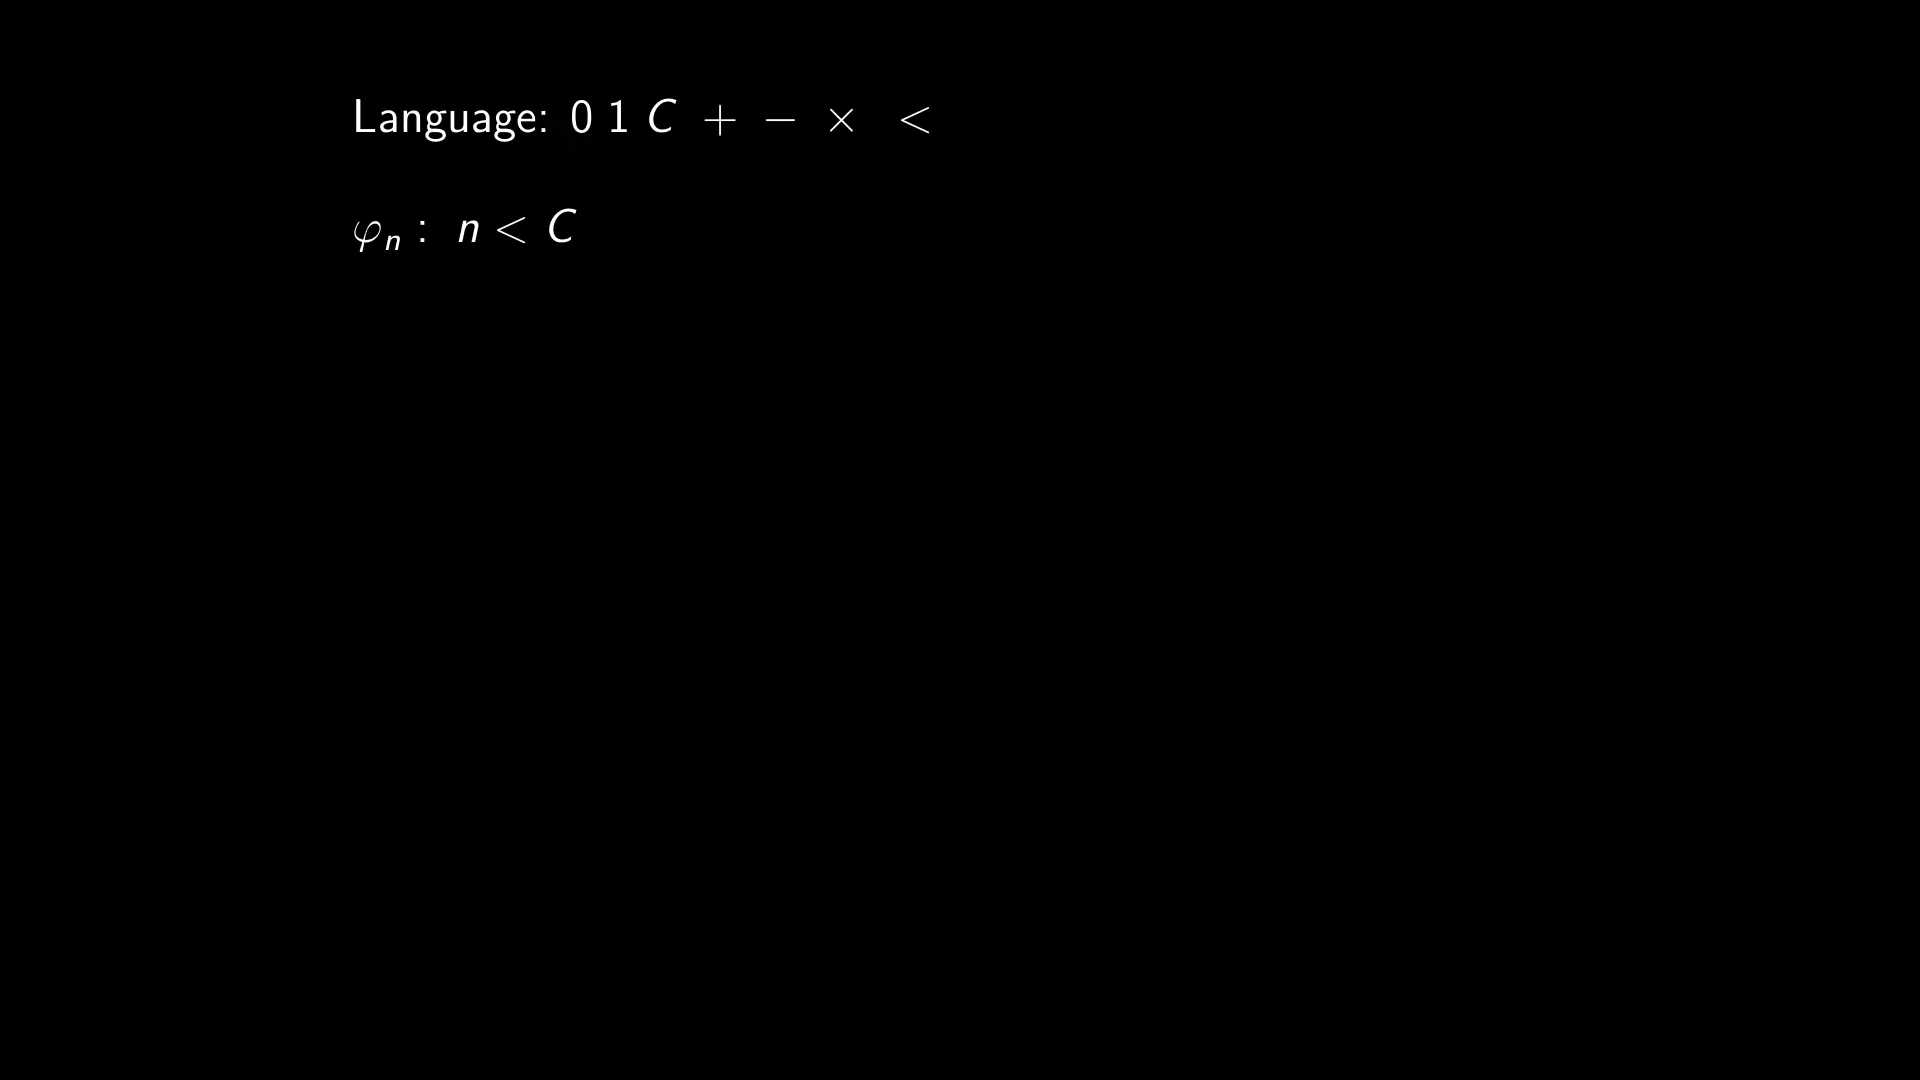 Language: 0 1 C + − × <
φₙ : n < C